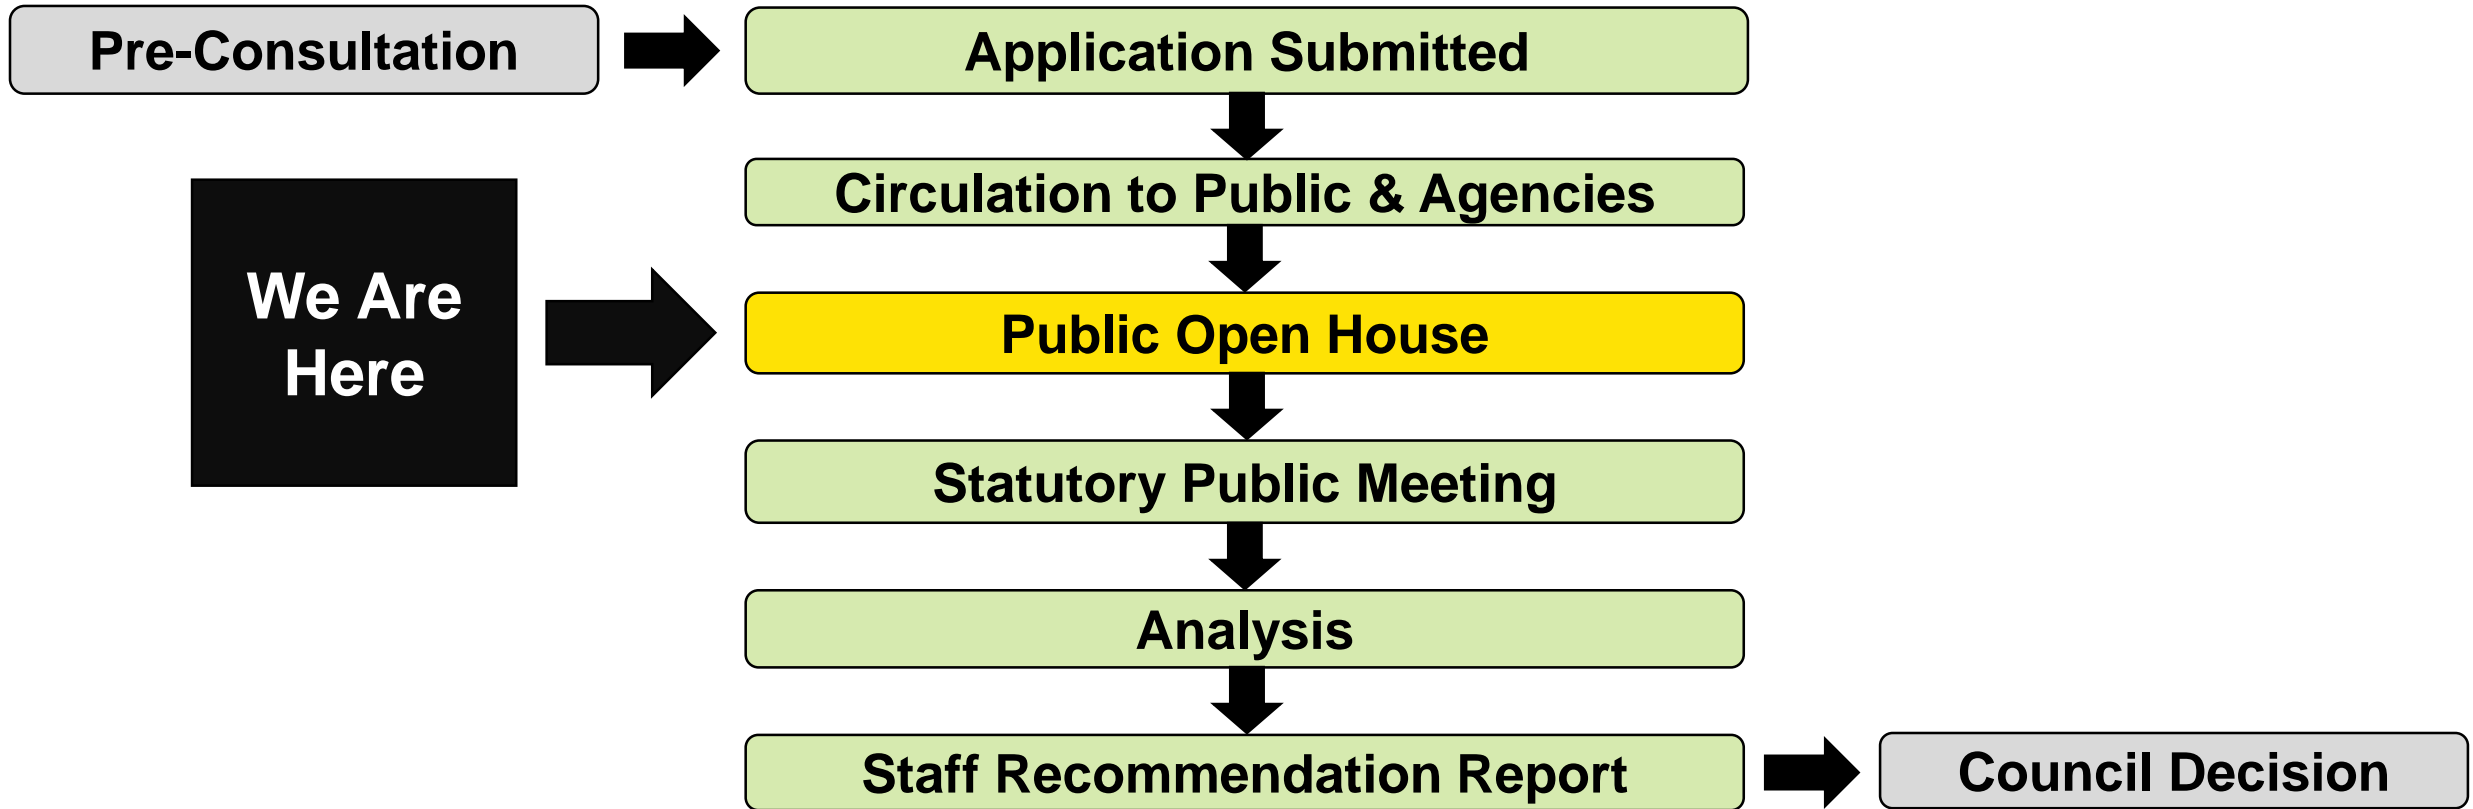 Pre-Consultation
Application Submitted
Circulation to Public & Agencies
We Are
Here
Public Open House
Statutory Public Meeting
Analysis
Staff Recommendation Report
Council Decision